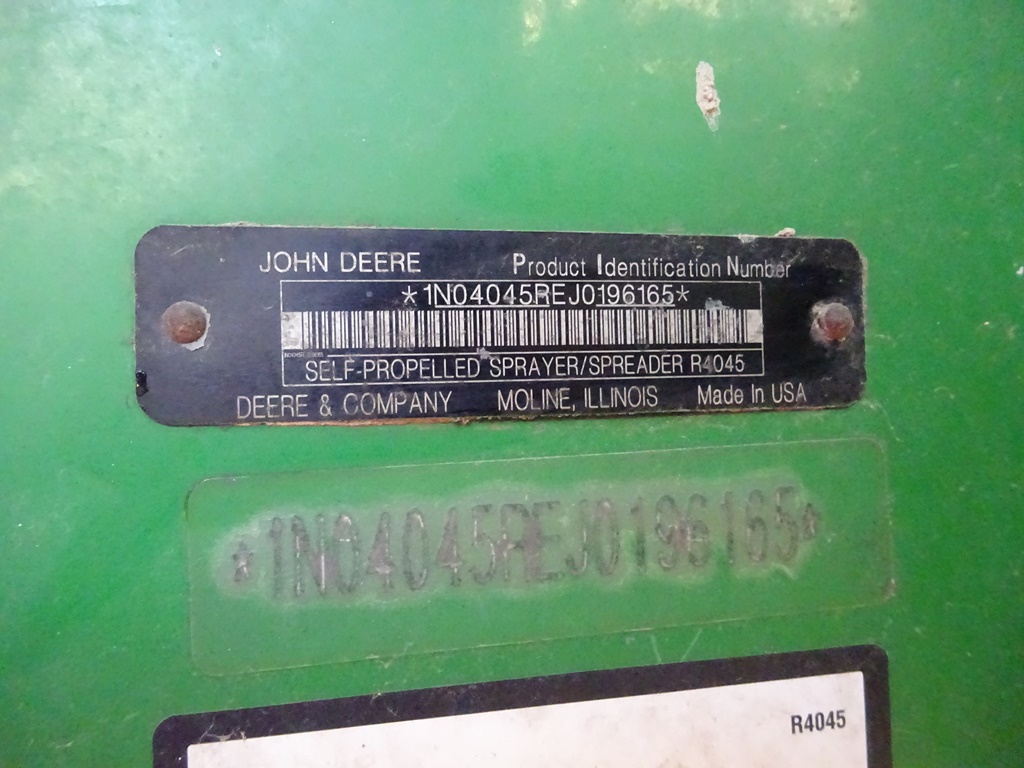 JOHN DEERE Product Identification Number
*1N04045REJ0196165*
SELF-PROPELLED SPRAYER/SPREADER R4045
DEERE & COMPANY MOLINE, ILLINOIS Made In USA
*1N04045REJ0196165*
R4045